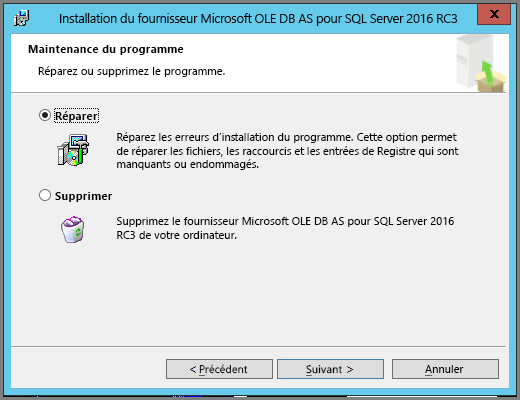 Installation du fournisseur Microsoft OLE DB AS pour SQL Server 2016 RC3
x
Maintenance du programme
Réparez ou supprimez le programme.
Réparer
Réparez les erreurs d'installation du programme. Cette option permet
de réparer les fichiers, les raccourcis et les entrées de Registre qui sont
manquants ou endommagés.
Supprimer
Supprimez le fournisseur Microsoft OLE DB AS pour SQL Server 2016
RC3 de votre ordinateur.
< Précédent
Suivant >
Annuler